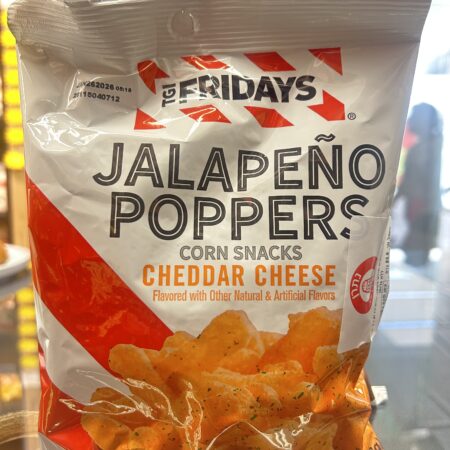 TGI FRIDAYS®
JALAPEÑO
POPPERS
CORN SNACKS
CHEDDAR CHEESE
Flavored with Other Natural & Artificial Flavors